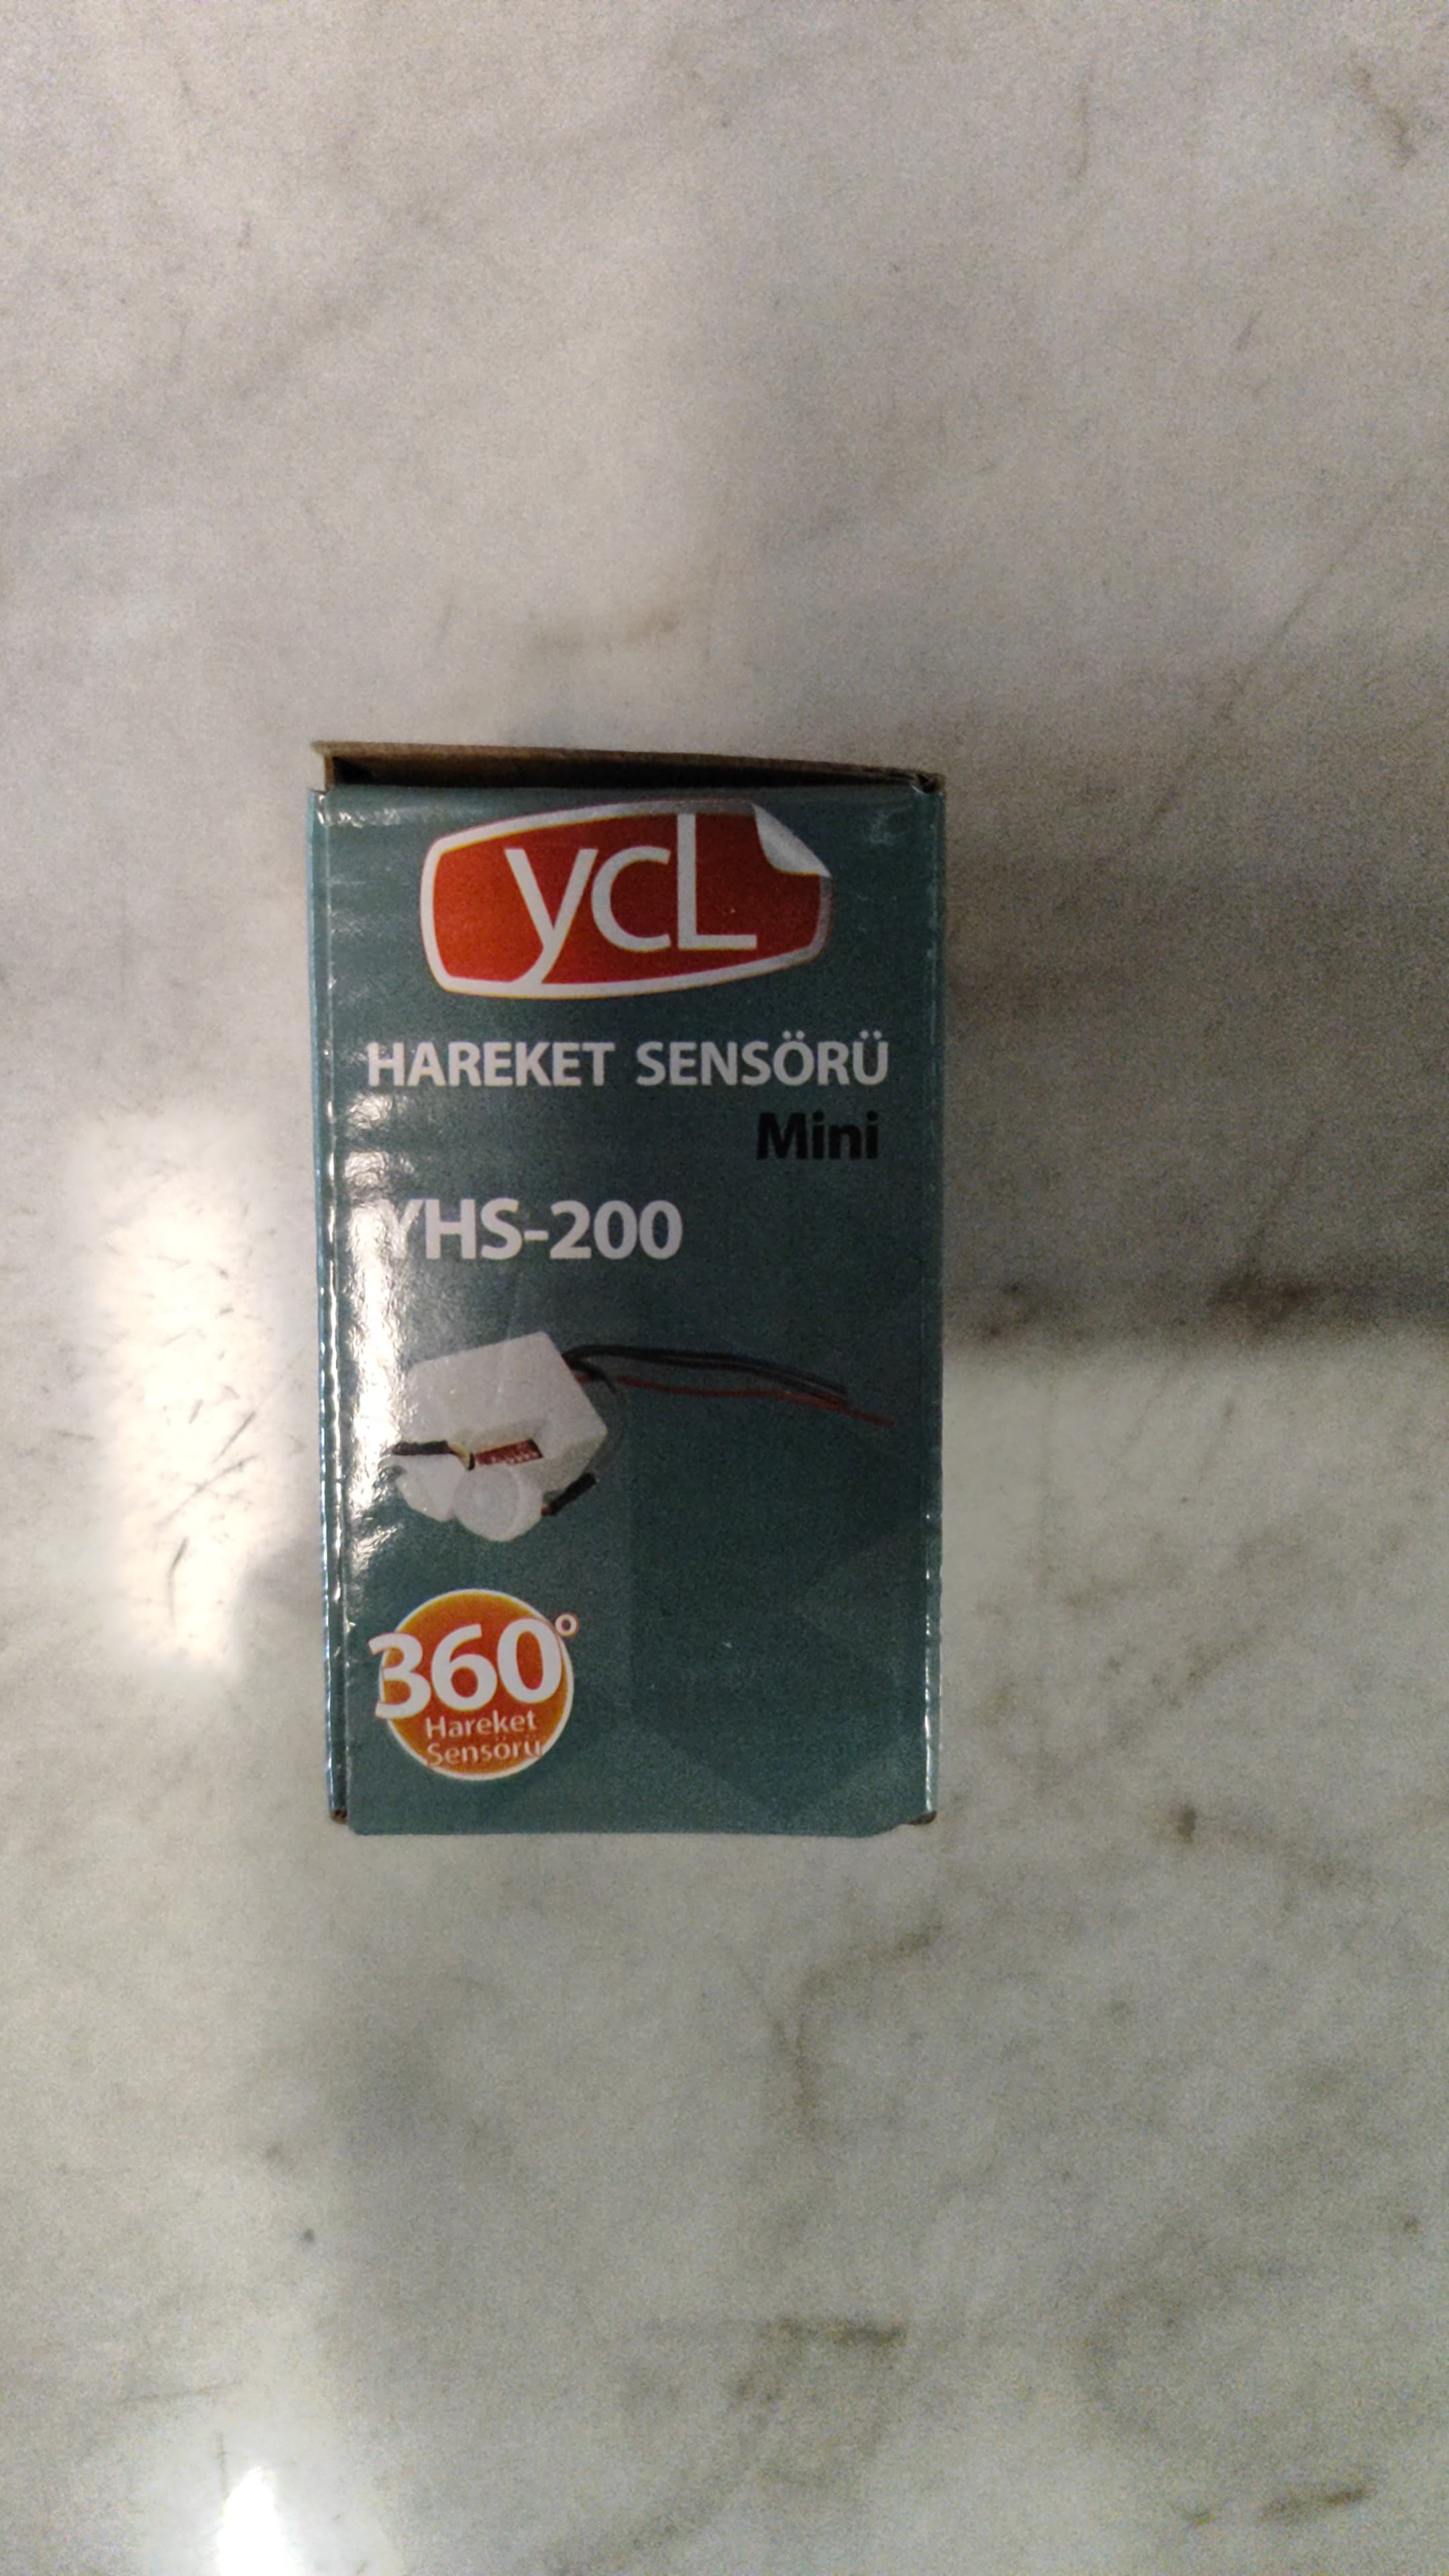 ycL
HAREKET SENSÖRÜ
Mini
YHS-200
360°
Hareket
Sensörü